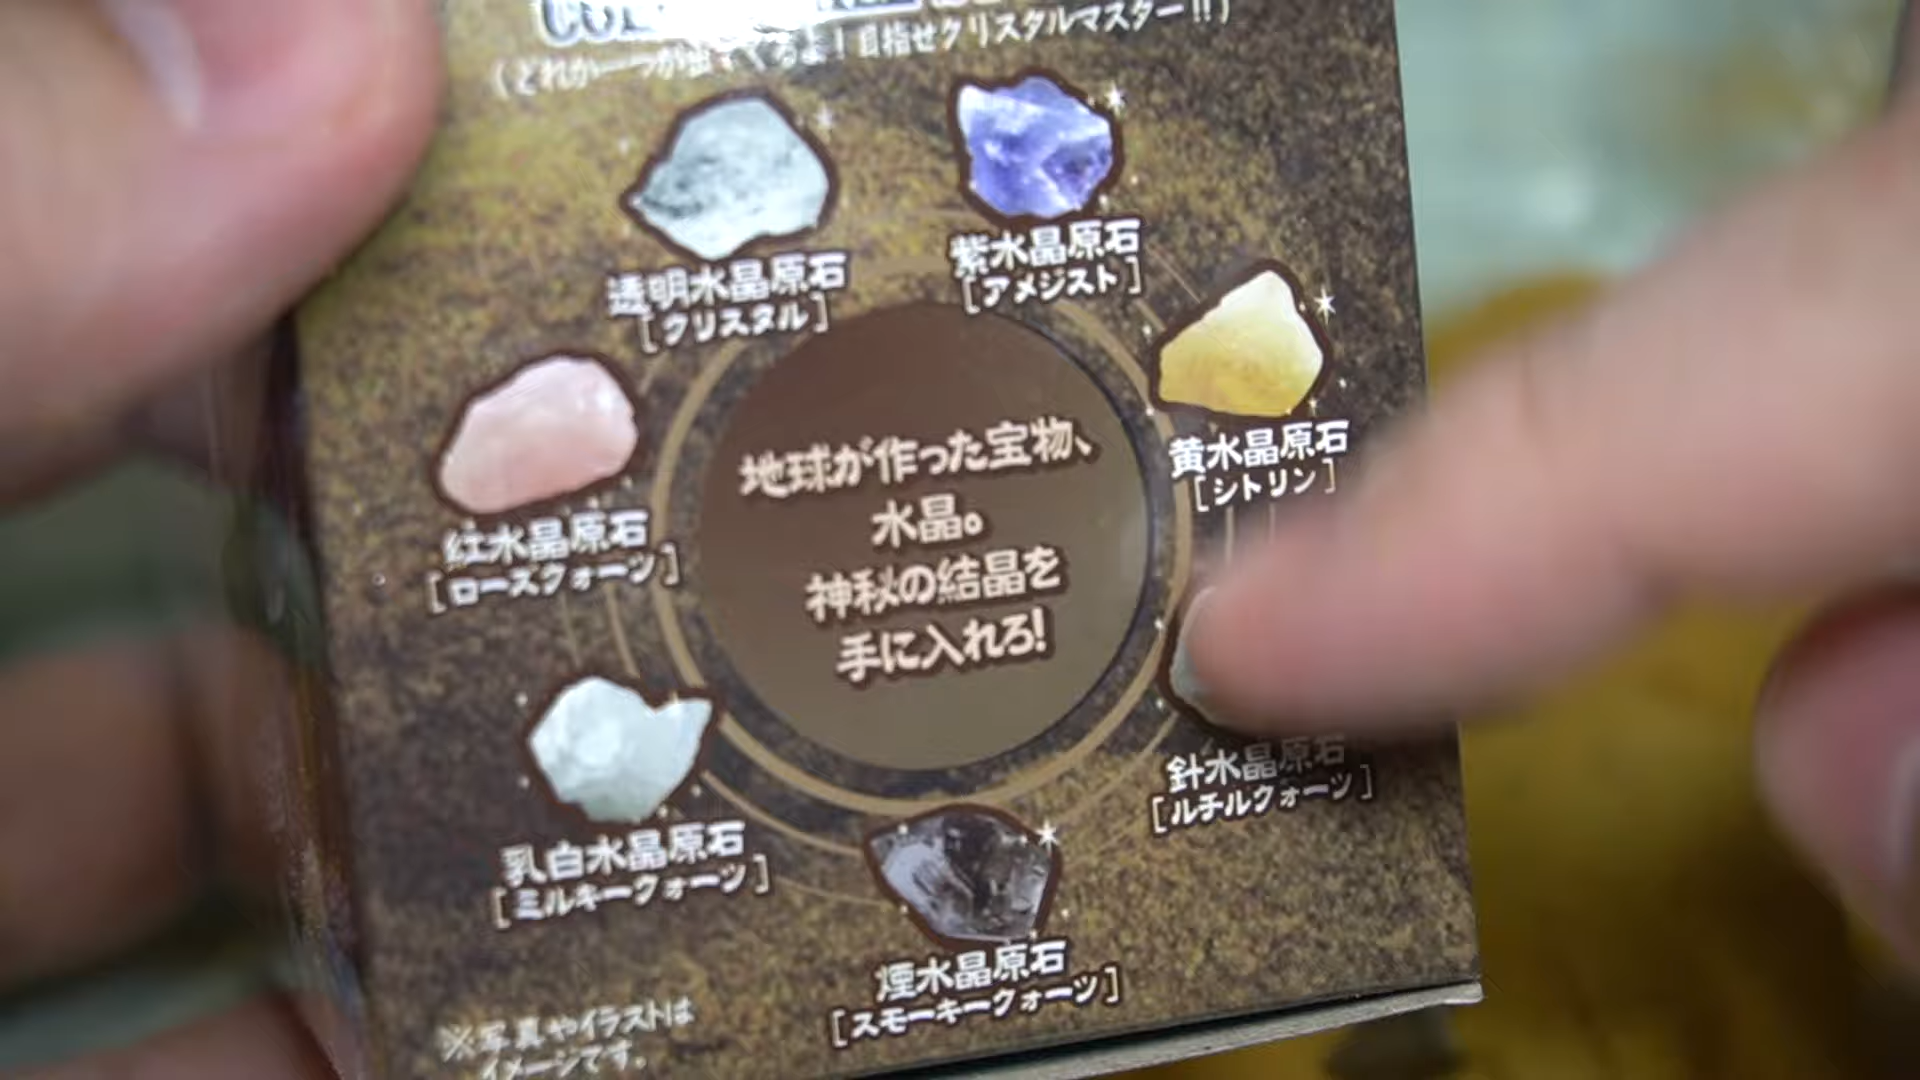 (どれか一つが出てくるよ!目指せクリスタルマスター!!)
透明水晶原石
[クリスタル]
紫水晶原石
[アメジスト]
黄水晶原石
[シトリン]
紅水晶原石
[ローズクォーツ]
地球が作った宝物、
水晶。
神秘の結晶を
手に入れろ!
針水晶原石
[ルチルクォーツ]
乳白水晶原石
[ミルキークォーツ]
煙水晶原石
[スモーキークォーツ]
※写真やイラストは
イメージです。